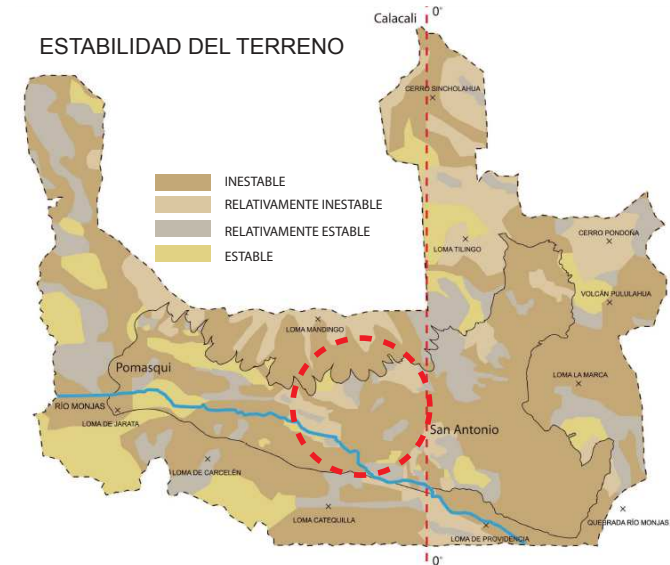 Calacali
0°
ESTABILIDAD DEL TERRENO
CERRO SINCHOLAHUA
INESTABLE
RELATIVAMENTE INESTABLE
RELATIVAMENTE ESTABLE
ESTABLE
CERRO PONDOÑA
LOMA TILINGO
VOLCÁN PULULAHUA
LOMA MANDINGO
Pomasqui
LOMA LA MARCA
RÍO MONJAS
LOMA DE JARATA
San Antonio
LOMA DE CARCELÉN
LOMA CATEQUILLA
QUEBRADA RÍO MONJAS
LOMA DE PROVIDENCIA
0°